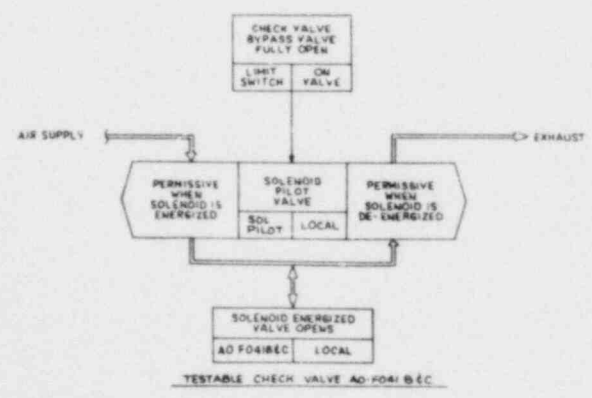 CHECK VALVE
BYPASS VALVE
FULLY OPEN
LIMIT
SWITCH
ON
VALVE
AIR SUPPLY
EXHAUST
PERMISSIVE
WHEN
SOLENOID IS
ENERGIZED
SOLENOID
PILOT
VALVE
SOL
PILOT
LOCAL
PERMISSIVE
WHEN
SOLENOID IS
DE-ENERGIZED
SOLENOID ENERGIZED
VALVE OPENS
AO F041B&C
LOCAL
TESTABLE CHECK VALVE AO-F041 B&C